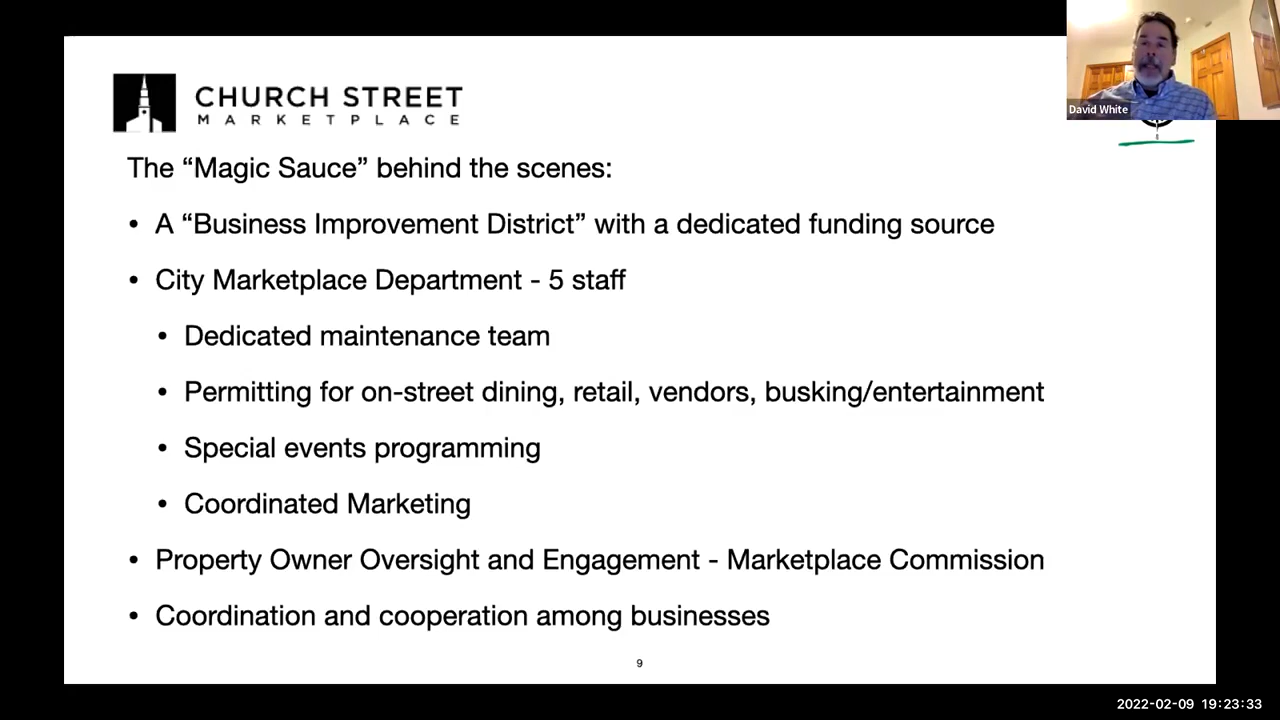 David White
CHURCH STREET
MARKETPLACE
The “Magic Sauce” behind the scenes:
• A “Business Improvement District” with a dedicated funding source
• City Marketplace Department - 5 staff
• Dedicated maintenance team
• Permitting for on-street dining, retail, vendors, busking/entertainment
• Special events programming
• Coordinated Marketing
• Property Owner Oversight and Engagement - Marketplace Commission
• Coordination and cooperation among businesses
9
2022-02-09 19:23:33